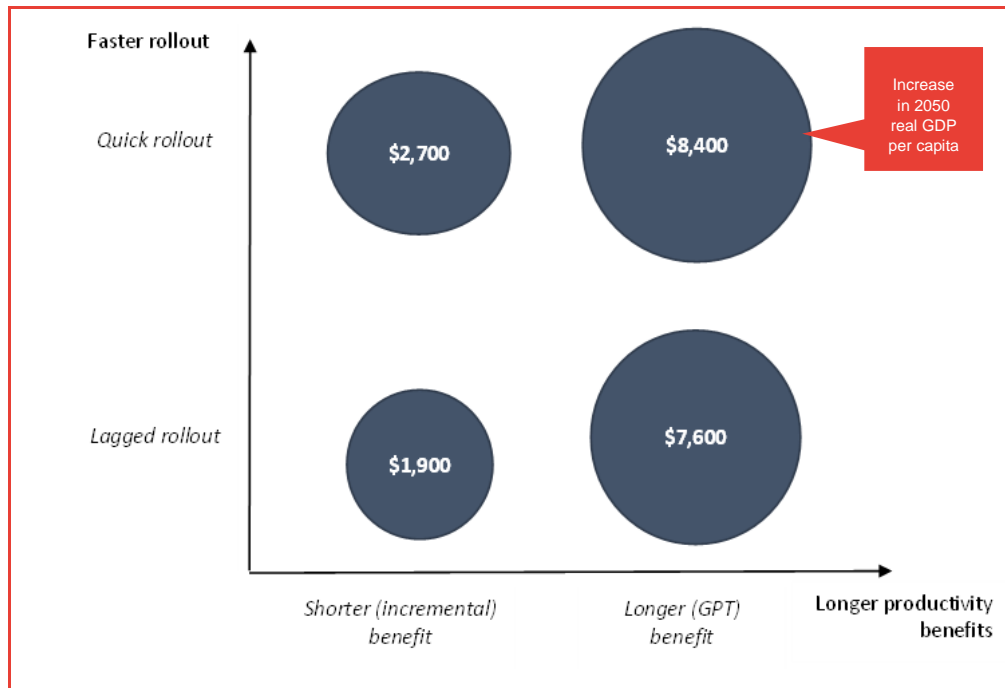 Faster rollout
Quick rollout
$2,700
$8,400
Increase
in 2050
real GDP
per capita
Lagged rollout
$1,900
$7,600
Shorter (incremental)
benefit
Longer (GPT)
benefit
Longer productivity
benefits